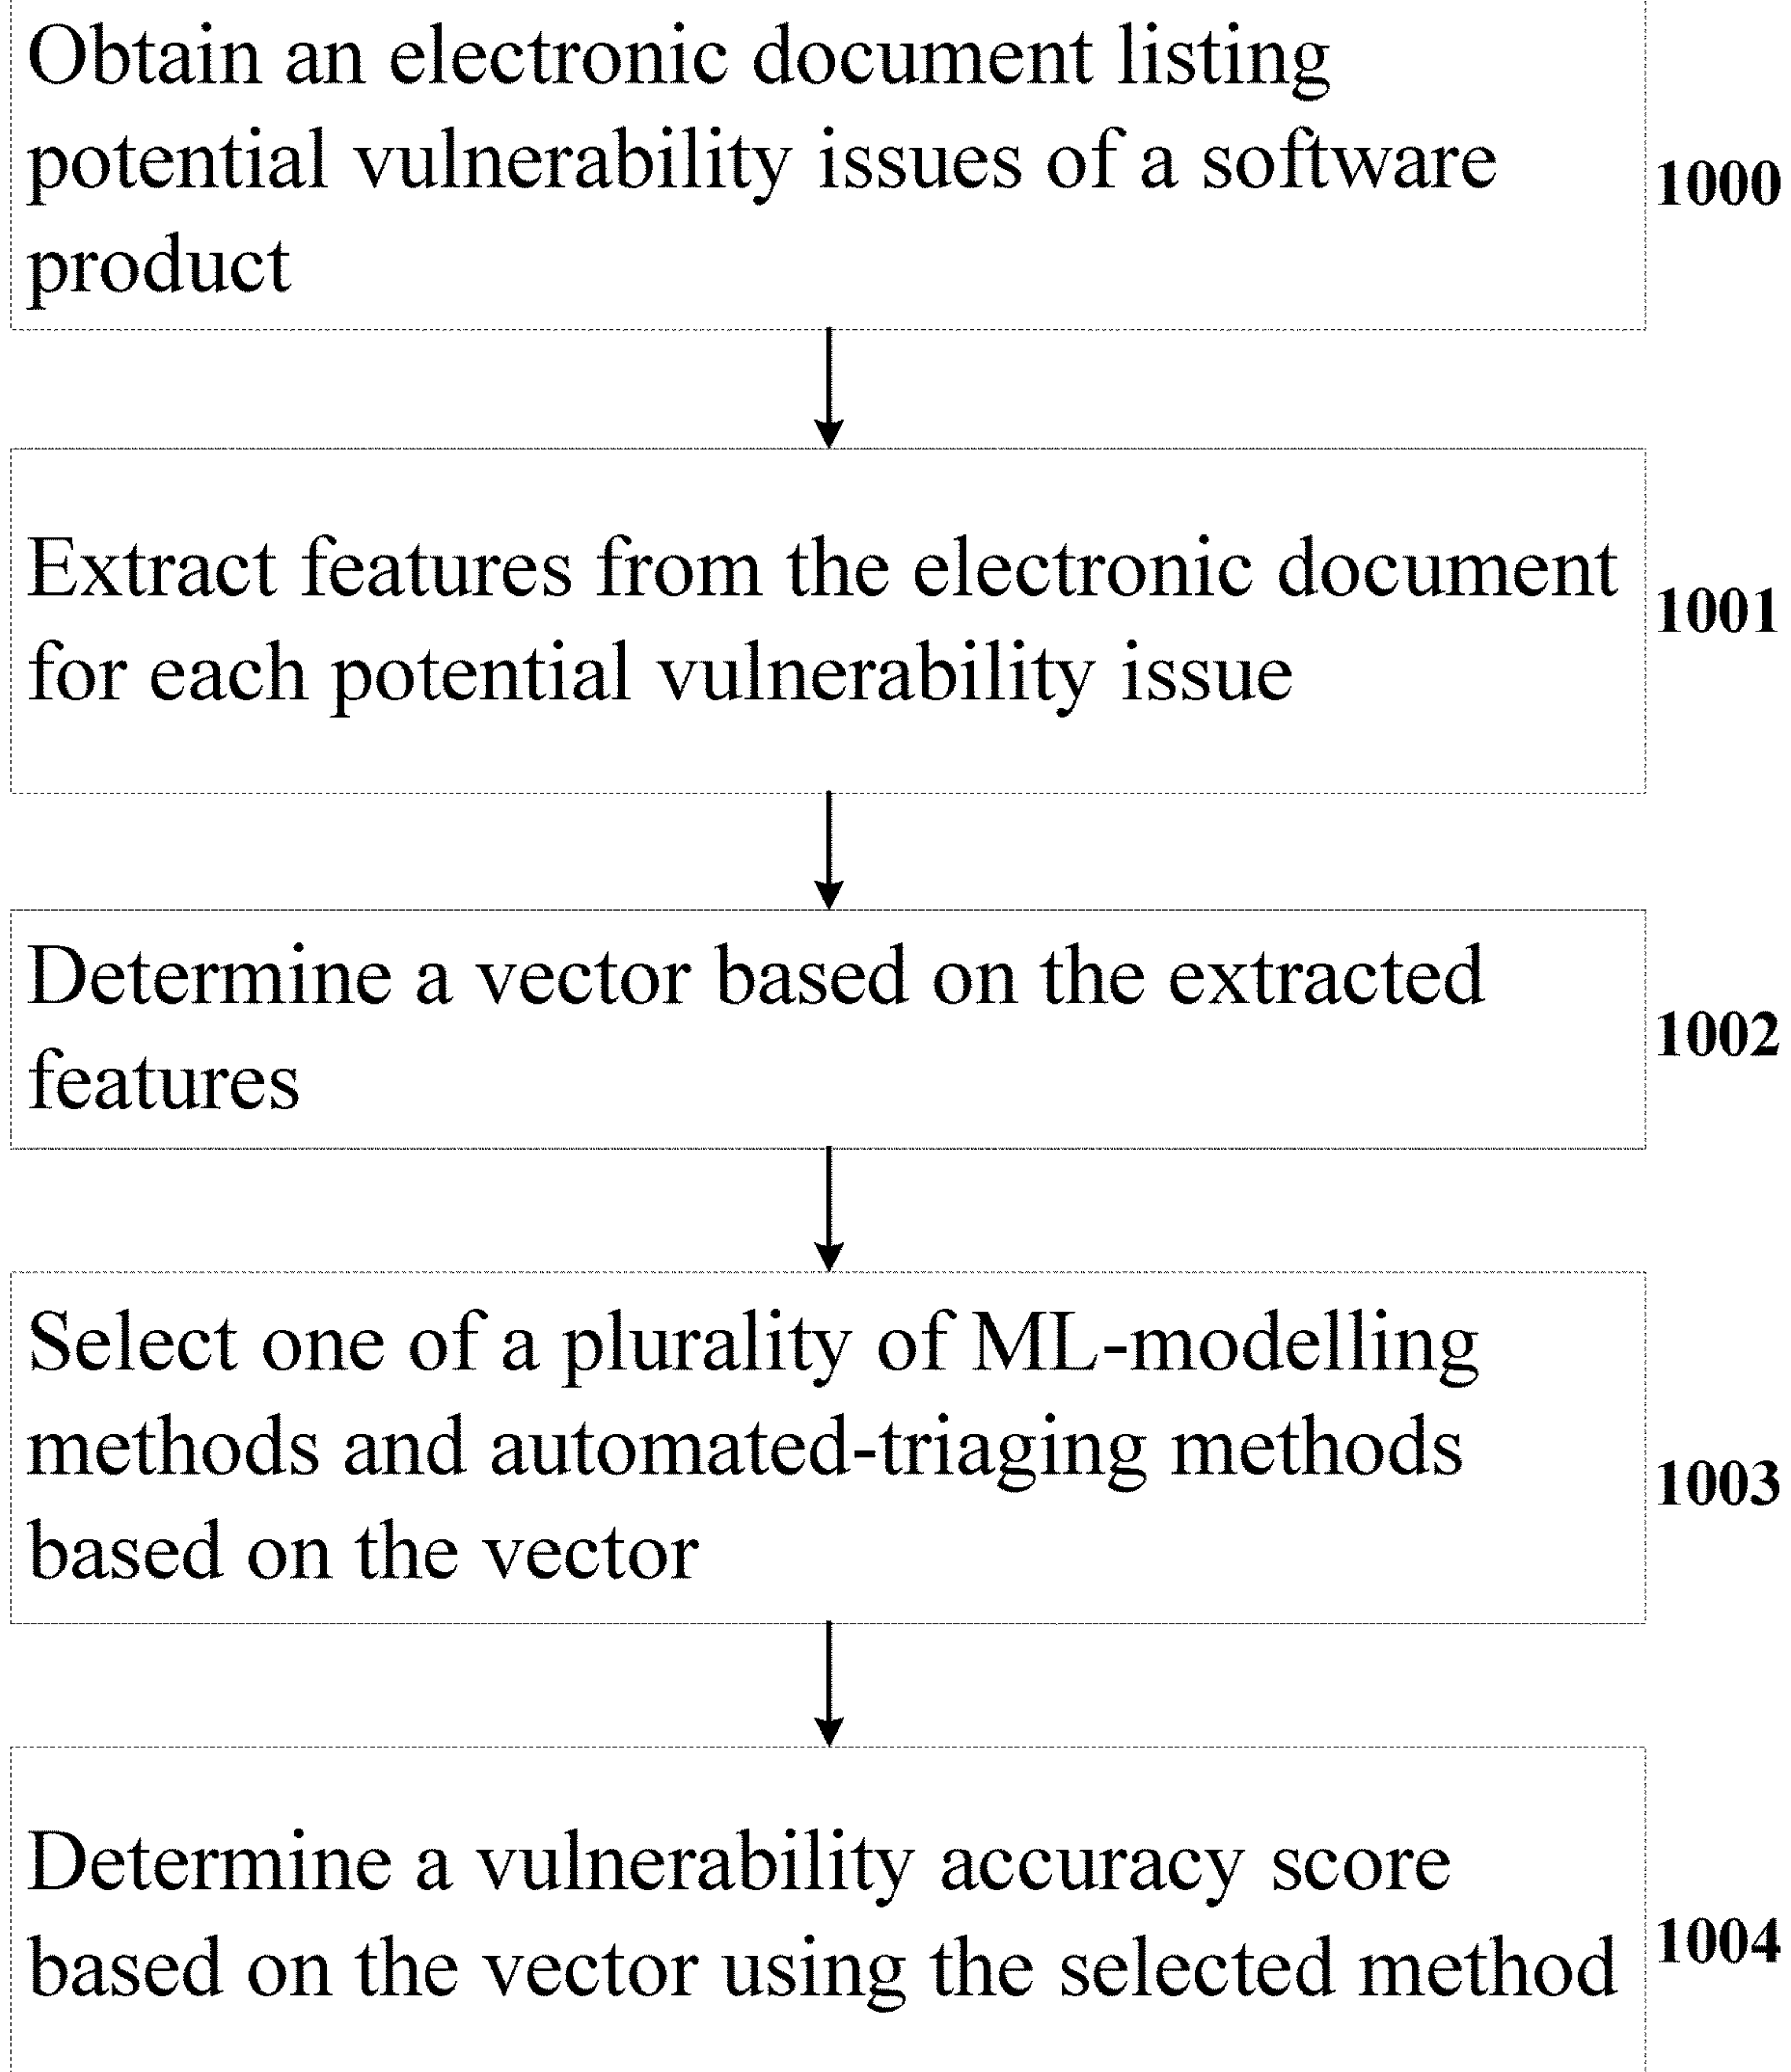 Obtain an electronic document listing
potential vulnerability issues of a software
product
1000
Extract features from the electronic document
for each potential vulnerability issue
1001
Determine a vector based on the extracted
features
1002
Select one of a plurality of ML-modelling
methods and automated-triaging methods
based on the vector
1003
Determine a vulnerability accuracy score
based on the vector using the selected method
1004